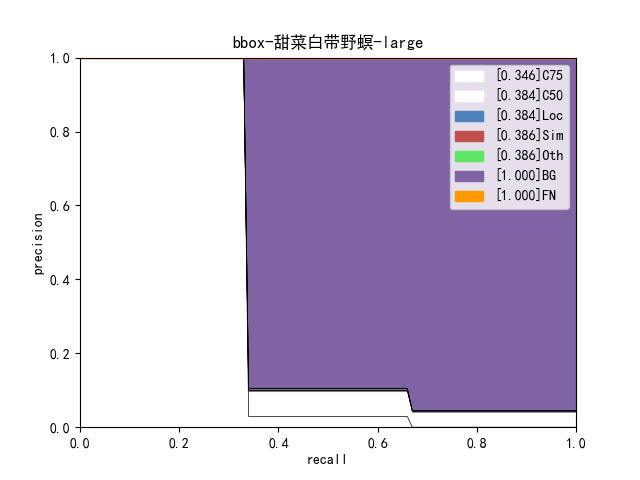 bbox-甜菜白带野螟-large
1.0
0.8
0.6
0.4
0.2
0.0
precision
0.0 0.2 0.4 0.6 0.8 1.0
recall
[0.346]C75
[0.384]C50
[0.384]Loc
[0.386]Sim
[0.386]Oth
[1.000]BG
[1.000]FN